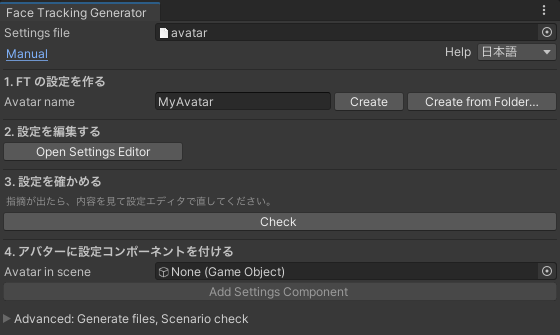 Face Tracking Generator
Settings file avatar
Manual Help 日本語
1. FT の設定を作る
Avatar name MyAvatar Create Create from Folder...
2. 設定を編集する
Open Settings Editor
3. 設定を確かめる
指摘が出たら、内容を見て設定エディタで直してください。
Check
4. アバターに設定コンポーネントを付ける
Avatar in scene None (Game Object)
Add Settings Component
Advanced: Generate files, Scenario check